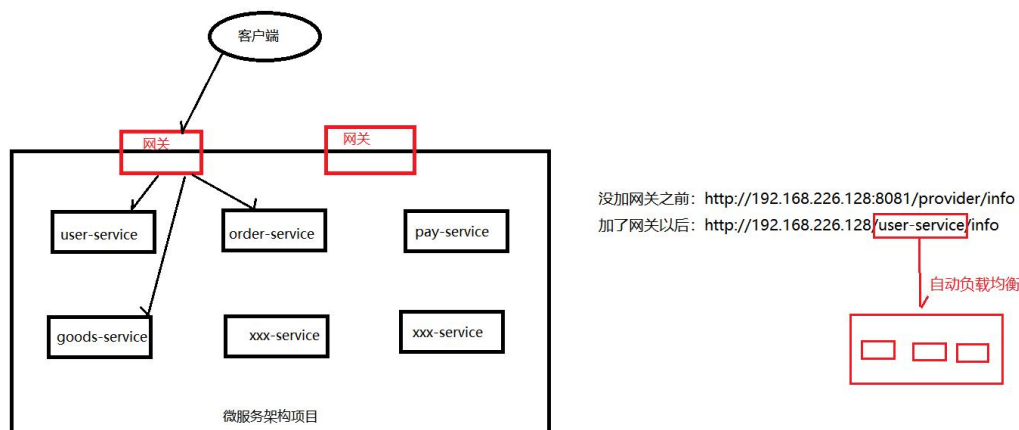 客户端
网关
网关
user-service
order-service
pay-service
goods-service
xxx-service
xxx-service
微服务架构项目
没加网关之前：http://192.168.226.128:8081/provider/info
加了网关以后：http://192.168.226.128/user-service/info
自动负载均衡